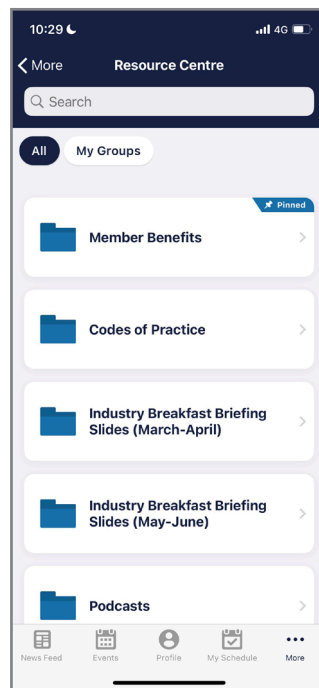 10:29
4G
More
Resource Centre
Search
All
My Groups
Pinned
Member Benefits
Codes of Practice
Industry Breakfast Briefing
Slides (March-April)
Industry Breakfast Briefing
Slides (May-June)
Podcasts
News Feed
Events
Profile
My Schedule
More